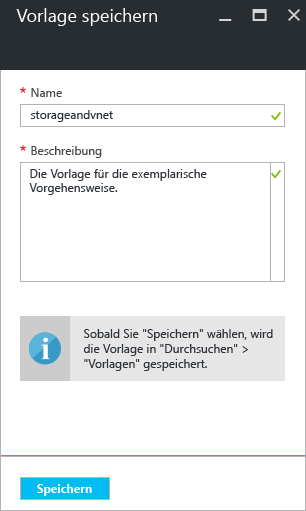 Vorlage speichern
* Name
storageandvnet
* Beschreibung
Die Vorlage für die exemplarische
Vorgehensweise.
Sobald Sie "Speichern" wählen, wird
die Vorlage in "Durchsuchen" >
"Vorlagen" gespeichert.
Speichern